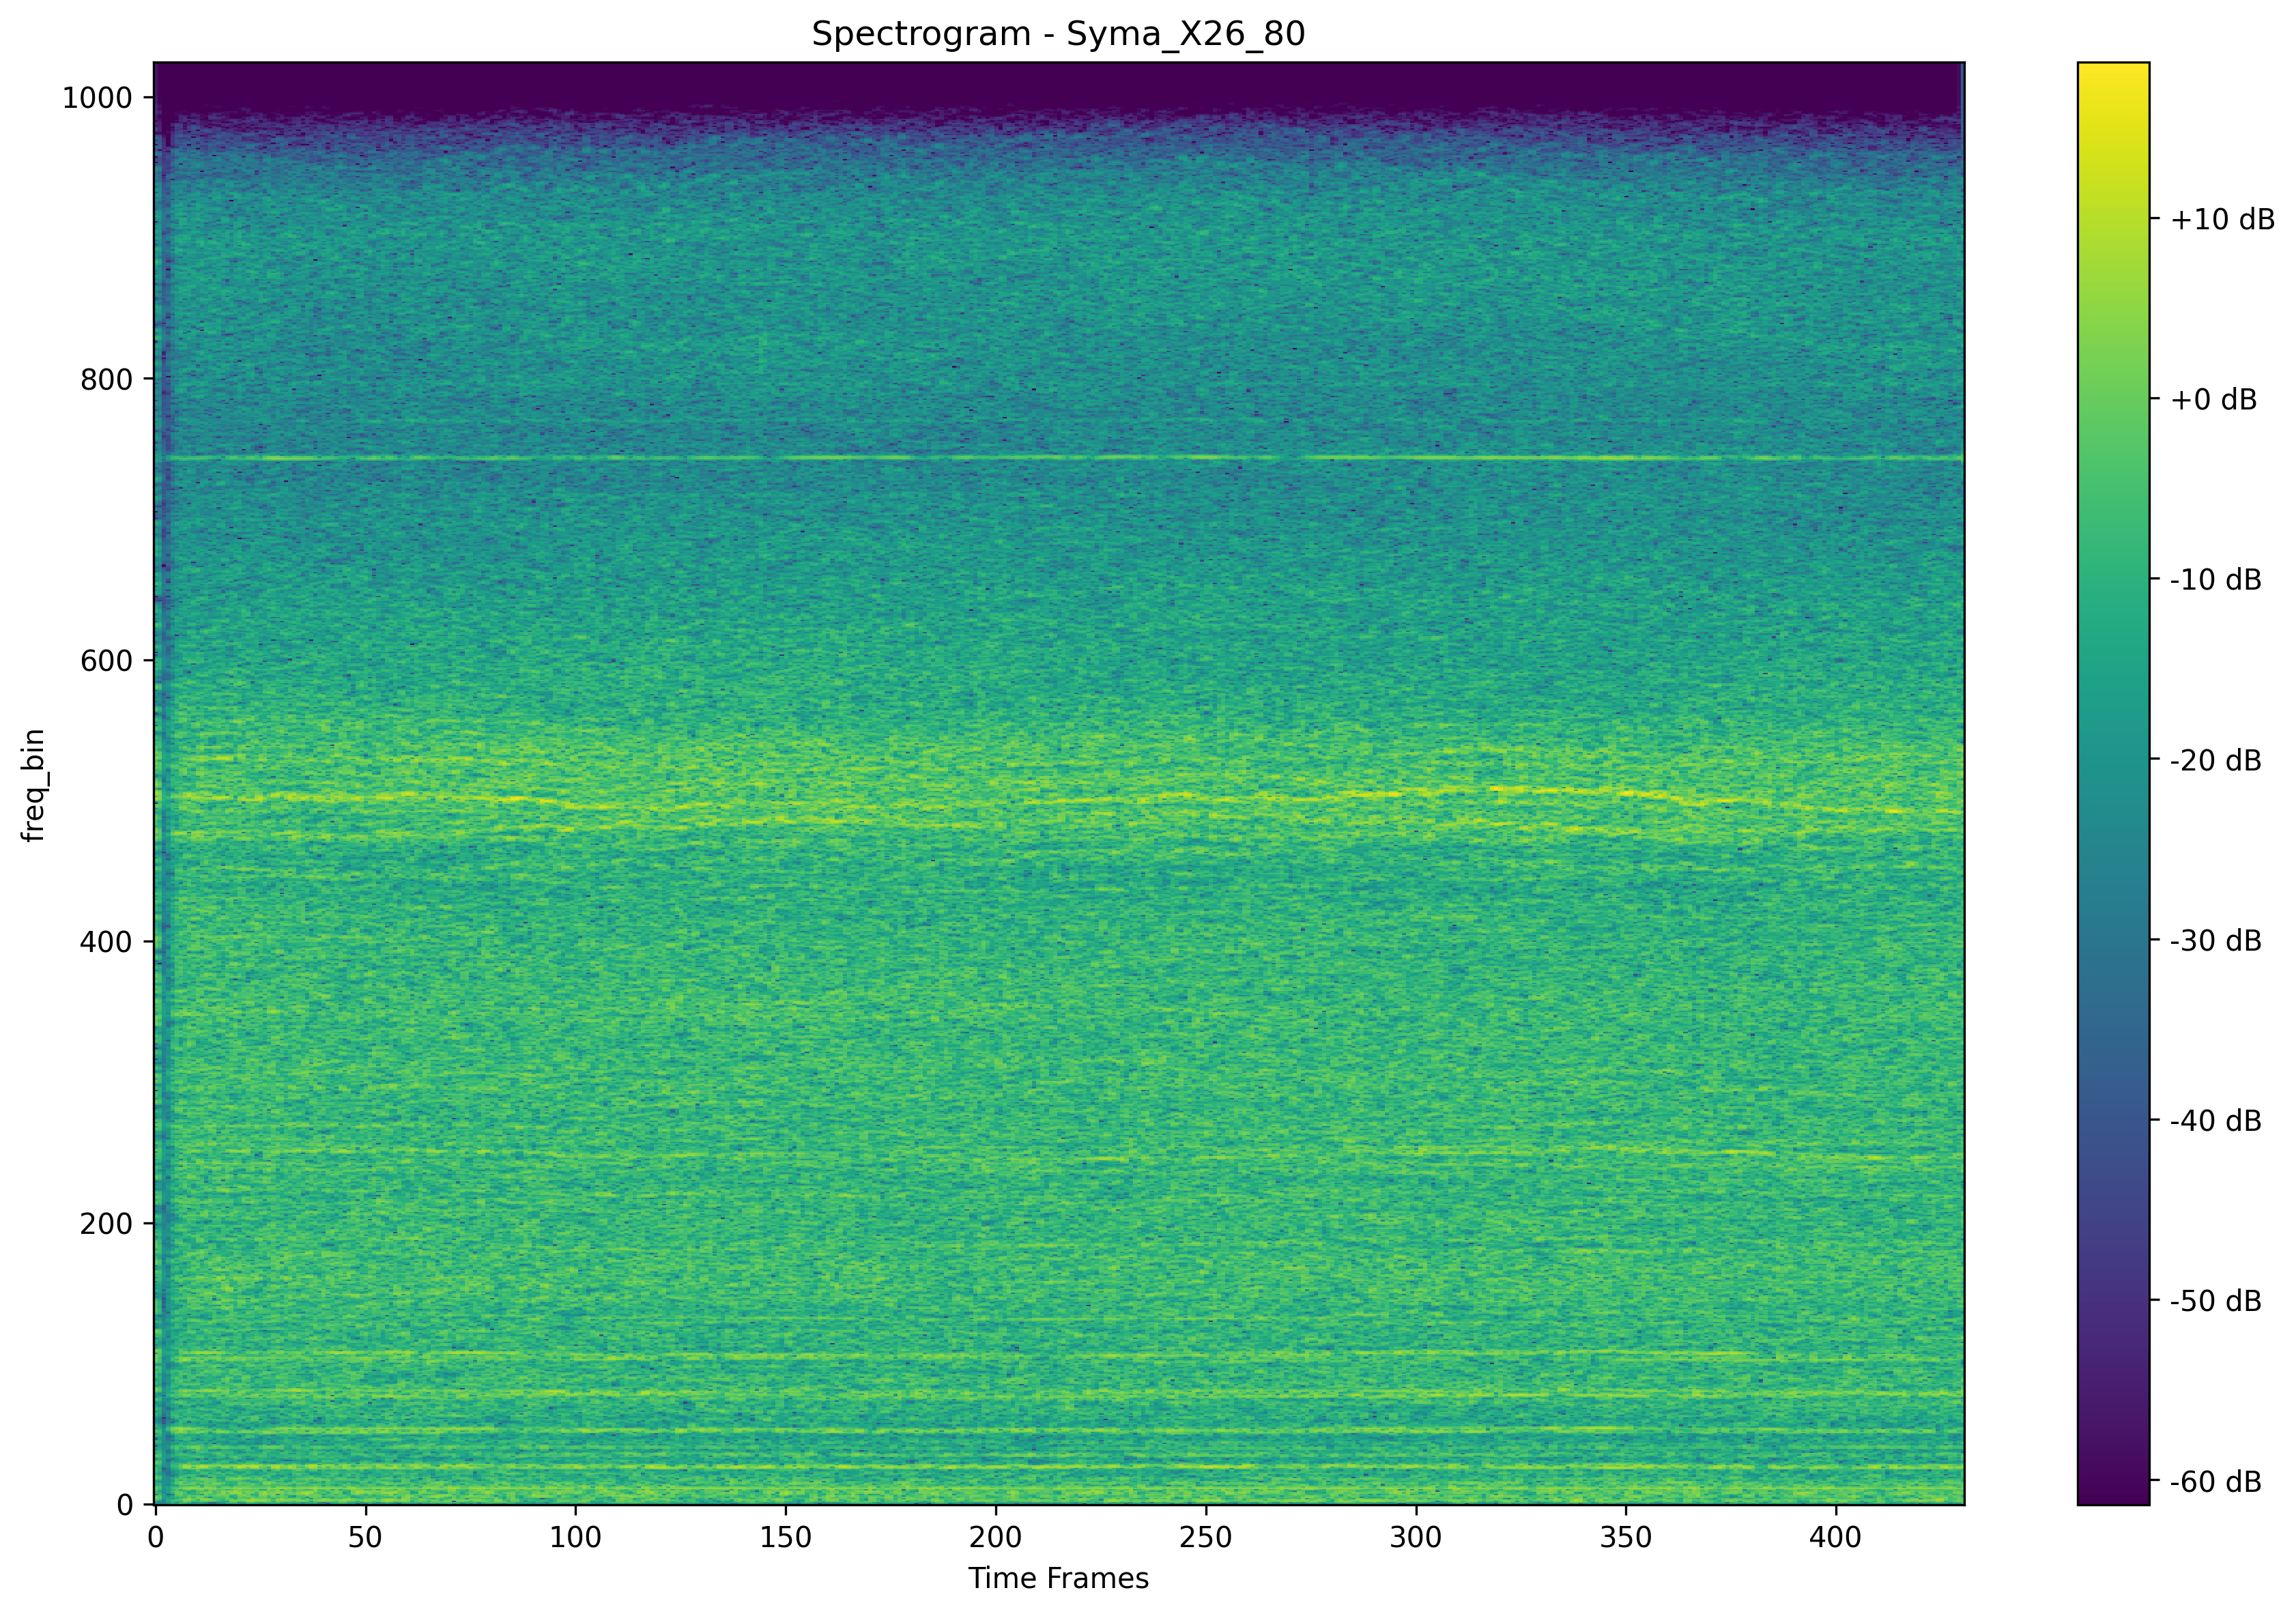 Spectrogram - Syma_X26_80
1000
800
600
400
200
0
freq_bin
0 50 100 150 200 250 300 350 400
Time Frames
+10 dB
+0 dB
-10 dB
-20 dB
-30 dB
-40 dB
-50 dB
-60 dB